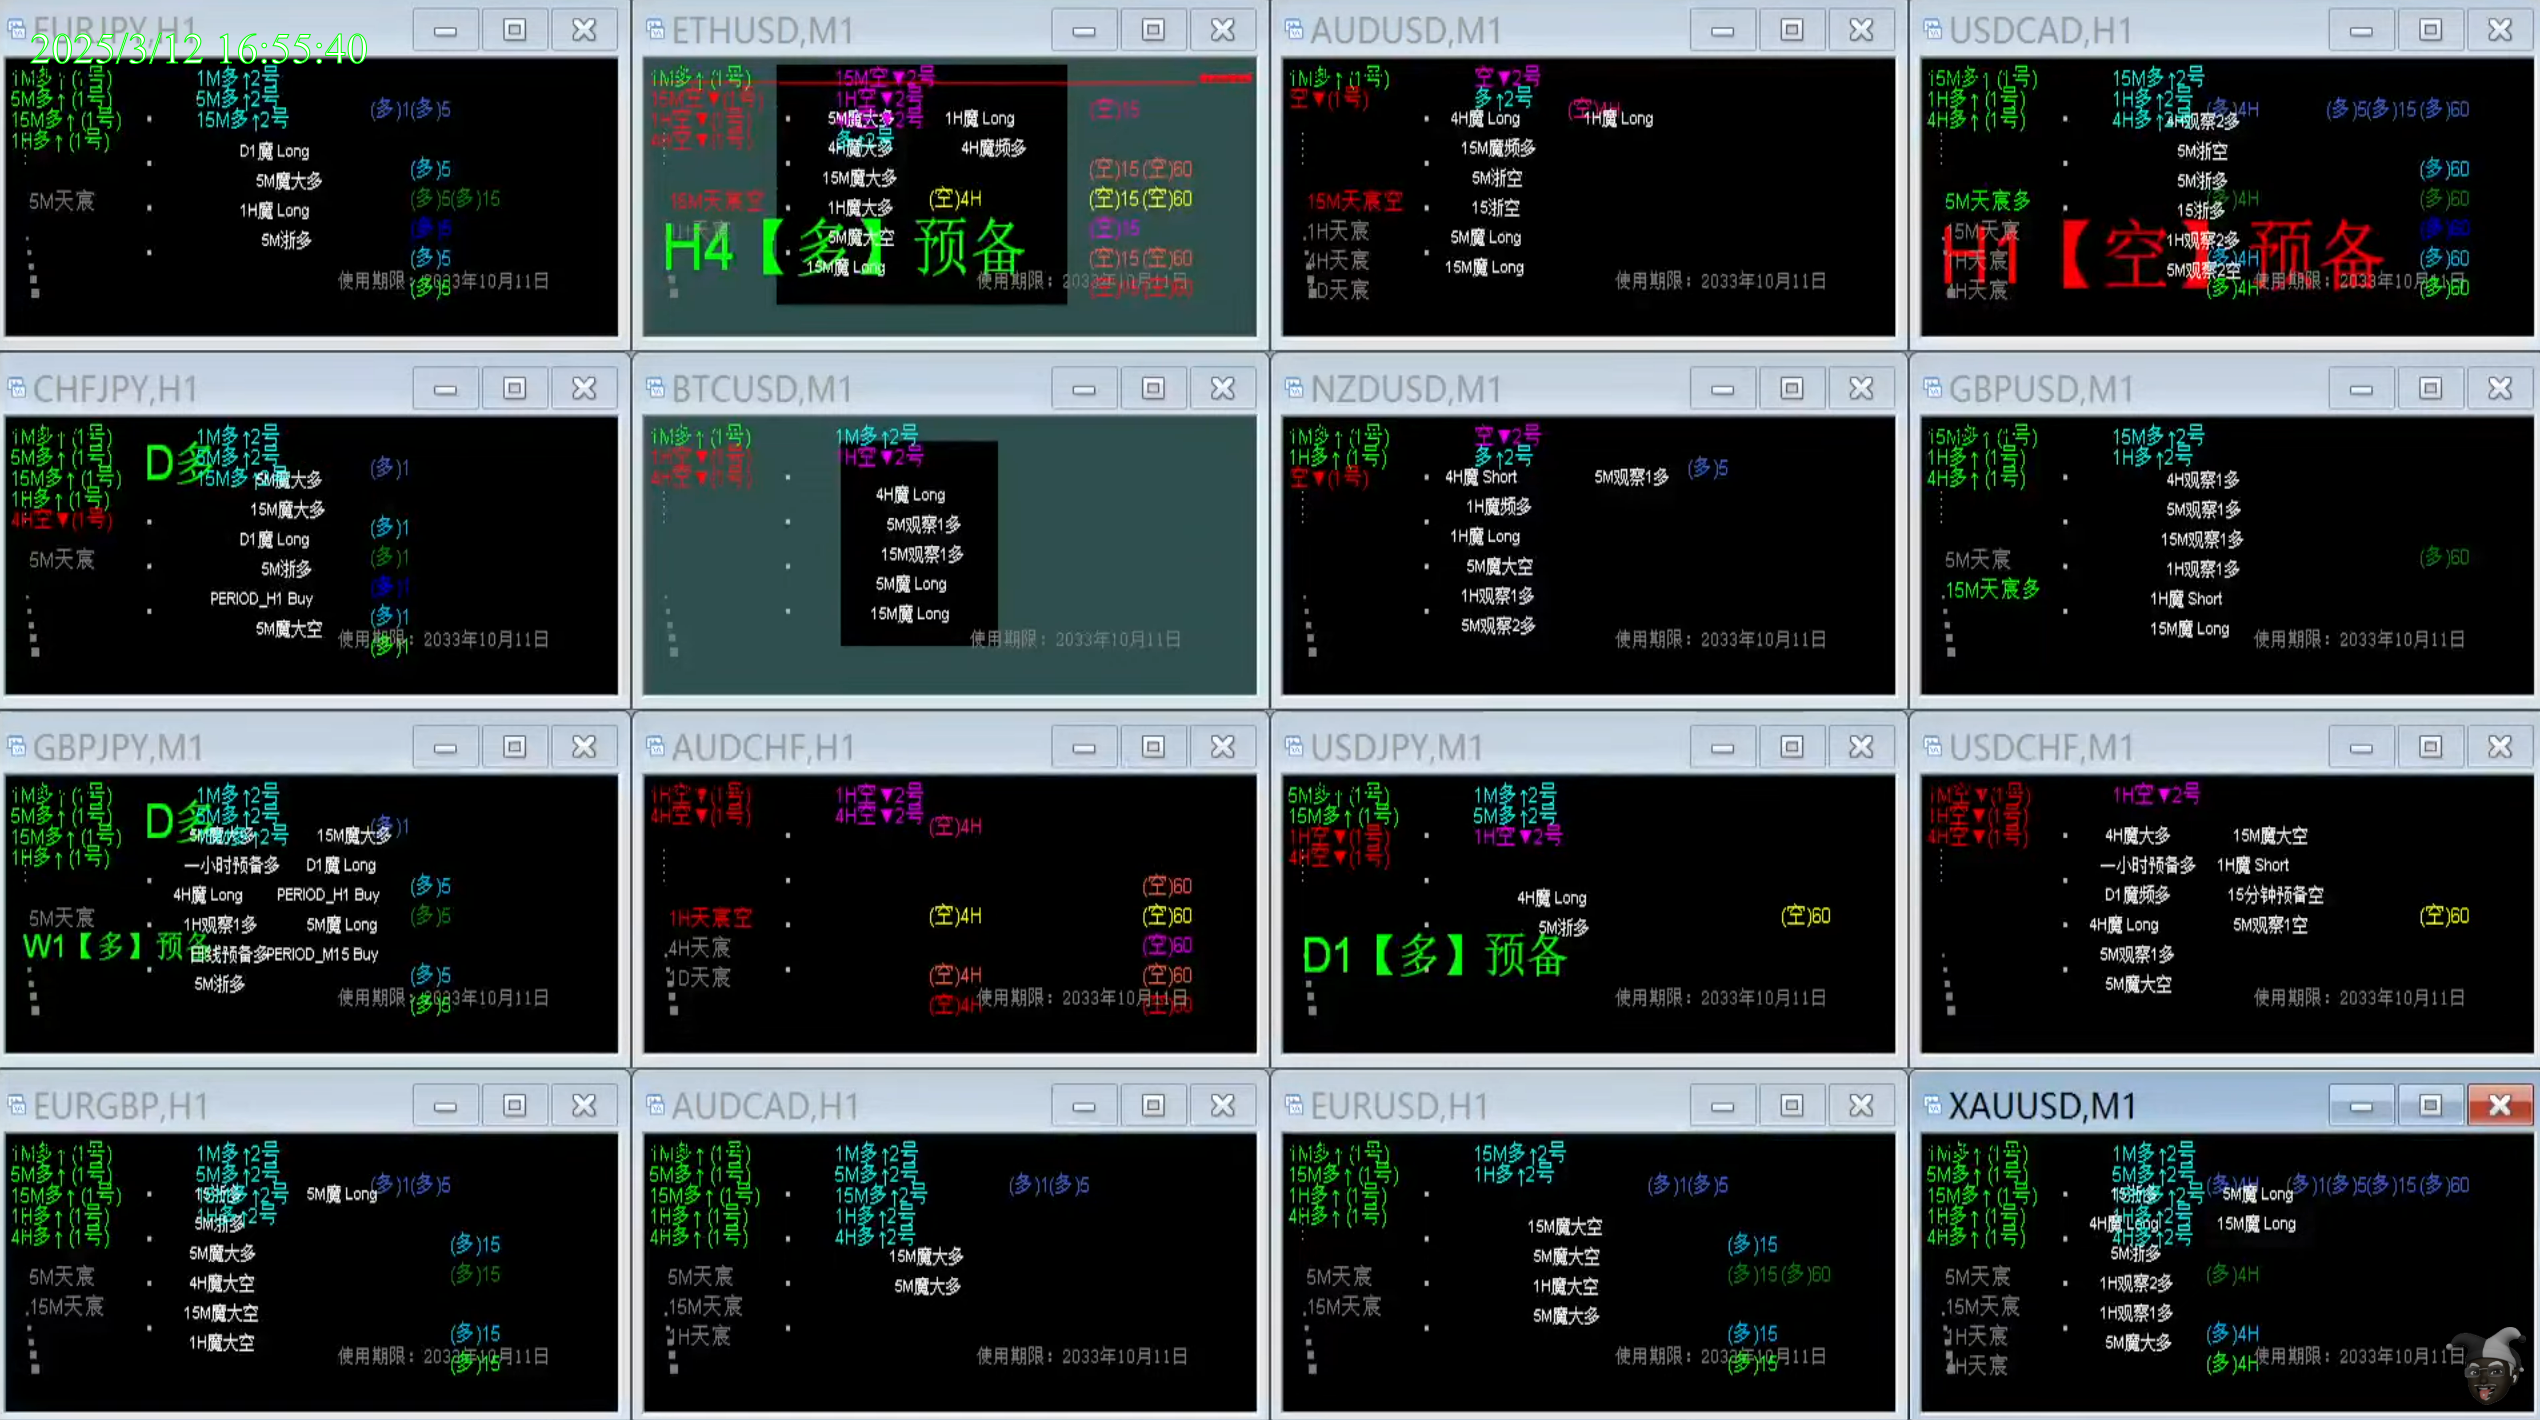 EURJPY,H1
2025/3/12 16:55:40
1M多↑(1号) 1M多↑2号
5M多↑(1号) 5M多↑2号 (多)1(多)5
15M多↑(1号) 15M多↑2号
1H多↑(1号)
D1魔 Long
5M魔大多 (多)5
5M天宸 (多)5(多)15
1H魔 Long
(多)5
5M浙多
(多)5
使用期限：2033年10月11日
(多)5
ETHUSD,M1
1M多↑(1号) 15M空▼2号
15M空▼(1号) 1H空▼2号 (空)15
1H空▼(1号) 5M魔大多 1H魔 Long
4H空▼(1号) 多↑2号
4H魔大多 4H魔频多
(空)15(空)60
15M魔大多
15M天宸空 (空)4H (空)15(空)60
1H魔大多
(空)15
H4【多】预备
5M魔大空
15M魔 Long (空)15(空)60
使用期限：2033年10月11日
AUDUSD,M1
1M多↑(1号) 空▼2号
空▼(1号) 多↑2号 (空)4H
4H魔 Long 1H魔 Long
15M魔频多
5M浙空
15M天宸空 15浙空
1H天宸 5M魔 Long
4H天宸 15M魔 Long
使用期限：2033年10月11日
D天宸
USDCAD,H1
15M多↑(1号) 15M多↑2号
1H多↑(1号) 1H多↑2号 (多)4H (多)5(多)15(多)60
4H多↑(1号) 4H多↑2号
4H观察2多
5M浙空
5M浙多 (多)60
5M天宸多 (多)4H (多)60
15浙多
15M天宸 1H观察2多 (多)60
H1【空】预备
1H天宸 (多)4H (多)60
5M观察2空
使用期限：2033年10月11日
4H天宸 (多)4H (多)60
CHFJPY,H1
1M多↑(1号) 1M多↑2号
5M多↑(1号) D多 5M多↑2号 (多)1
15M多↑(1号) 15M多↑2号
5M魔大多
1H多↑(1号) 15M魔大多
4H空▼(1号) (多)1
D1魔 Long
5M天宸 (多)1
5M浙多
(多)1
PERIOD_H1 Buy
(多)1
5M魔大空
使用期限：2033年10月11日
(多)1
BTCUSD,M1
1M多↑(1号) 1M多↑2号
1H空▼(1号) 1H空▼2号
4H空▼(1号)
4H魔 Long
5M观察1多
15M观察1多
5M魔 Long
15M魔 Long
使用期限：2033年10月11日
NZDUSD,M1
1M多↑(1号) 空▼2号
1H多↑(1号) 多↑2号 (多)5
空▼(1号) 4H魔 Short 5M观察1多
1H魔频多
1H魔 Long
5M魔大空
1H观察1多
5M观察2多
使用期限：2033年10月11日
GBPUSD,M1
15M多↑(1号) 15M多↑2号
1H多↑(1号) 1H多↑2号
4H多↑(1号) 4H观察1多
5M观察1多
15M观察1多
5M天宸 (多)60
1H观察1多
15M天宸多
1H魔 Short
15M魔 Long
使用期限：2033年10月11日
GBPJPY,M1
1M多↑(1号) 1M多↑2号
5M多↑(1号) D多 5M多↑2号 (多)1
15M多↑(1号) 15M多↑2号
5M魔大多 15M魔大多
1H多↑(1号)
一小时预备多 D1魔 Long
(多)5
4H魔 Long PERIOD_H1 Buy
5M天宸 (多)5
1H观察1多 5M魔 Long
W1【多】预备
日线预备多 PERIOD_M15 Buy
(多)5
5M浙多
使用期限：2033年10月11日
(多)5
AUDCHF,H1
1H空▼(1号) 1H空▼2号
4H空▼(1号) 4H空▼2号
(空)4H
(空)60
1H天宸空 (空)4H (空)60
4H天宸 (空)60
1D天宸 (空)4H (空)60
使用期限：2033年10月11日
(空)4H (空)60
USDJPY,M1
5M多↑(1号) 1M多↑2号
15M多↑(1号) 5M多↑2号
1H空▼(1号) 1H空▼2号
4H空▼(1号)
4H魔 Long
(空)60
5M浙多
D1【多】预备
使用期限：2033年10月11日
USDCHF,M1
1M空▼(1号) 1H空▼2号
1H空▼(1号)
4H空▼(1号) 4H魔大多 15M魔大空
一小时预备多 1H魔 Short
D1魔频多 15分钟预备空
(空)60
4H魔 Long 5M观察1空
5M观察1多
5M魔大空
使用期限：2033年10月11日
EURGBP,H1
1M多↑(1号) 1M多↑2号
5M多↑(1号) 5M多↑2号 (多)1(多)5
15M多↑(1号) 15M多↑2号
15浙多 5M魔 Long
1H多↑(1号) 1H多↑2号
5M浙多
4H多↑(1号) (多)15
5M魔大多
5M天宸 (多)15
4H魔大空
15M天宸 15M魔大空
(多)15
1H魔大空
使用期限：2033年10月11日
(多)15
AUDCAD,H1
1M多↑(1号) 1M多↑2号
5M多↑(1号) 5M多↑2号 (多)1(多)5
15M多↑(1号) 15M多↑2号
1H多↑(1号) 1H多↑2号
4H多↑(1号) 4H多↑2号
15M魔大多
5M天宸 5M魔大多
15M天宸
1H天宸
使用期限：2033年10月11日
EURUSD,H1
1M多↑(1号) 15M多↑2号
15M多↑(1号) 1H多↑2号 (多)1(多)5
1H多↑(1号)
4H多↑(1号)
15M魔大空
(多)15
5M魔大空
5M天宸 (多)15(多)60
1H魔大空
15M天宸 5M魔大多
(多)15
使用期限：2033年10月11日
(多)15
XAUUSD,M1
1M多↑(1号) 1M多↑2号
5M多↑(1号) 5M多↑2号 (多)4H (多)1(多)5(多)15(多)60
15M多↑(1号) 15M多↑2号
15浙多 5M魔 Long
1H多↑(1号) 1H多↑2号
4H魔 Long 15M魔 Long
4H多↑(1号) 4H多↑2号
5M浙多
5M天宸 (多)4H
1H观察2多
15M天宸 1H观察1多
1H天宸 (多)4H
5M魔大多
使用期限：2033年10月11日
4H天宸 (多)4H